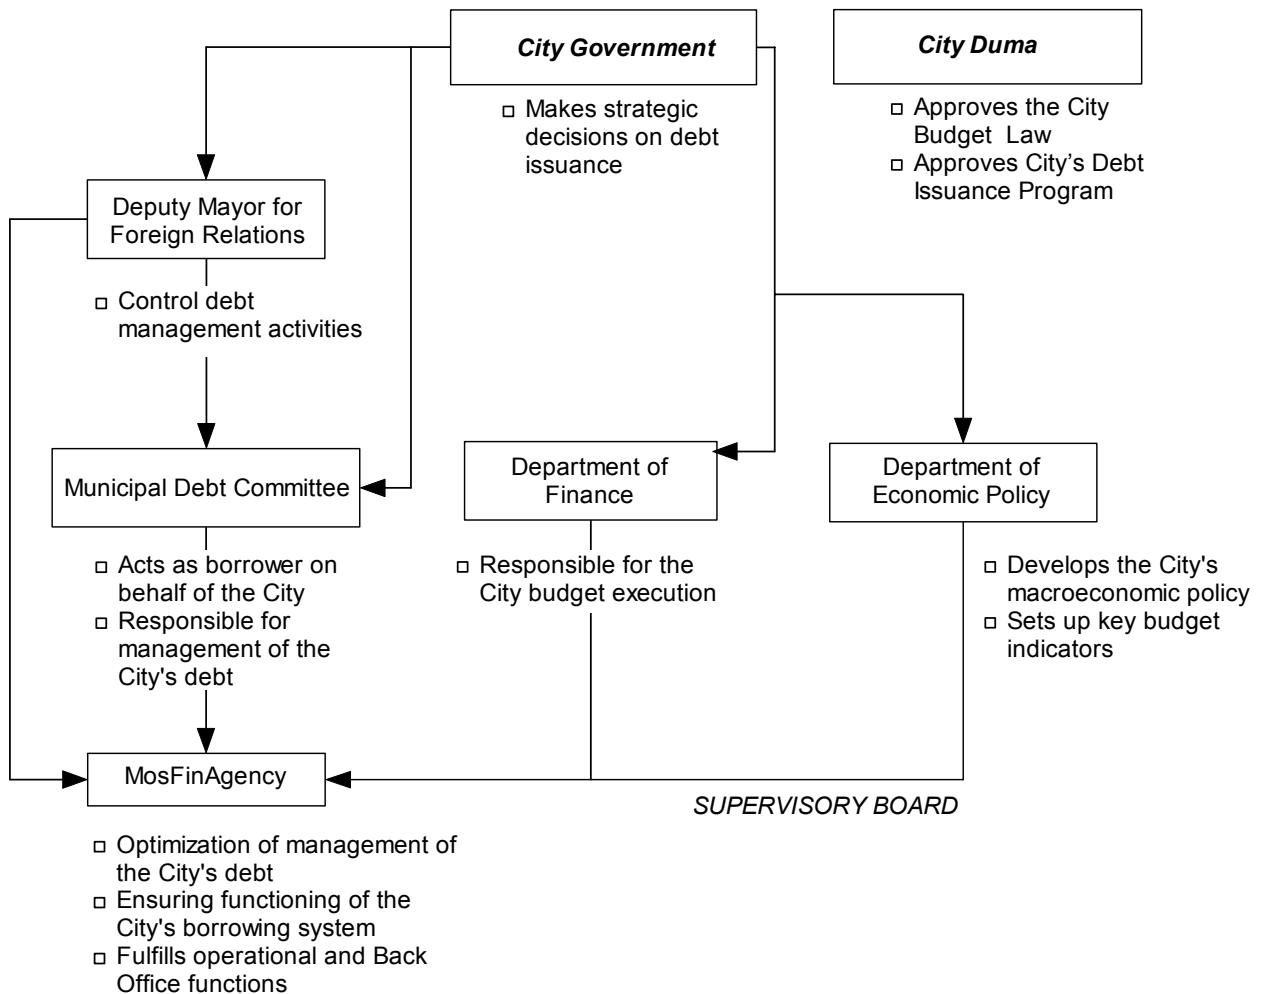 City Government
City Duma
□ Makes strategic
decisions on debt
issuance
□ Approves the City
Budget Law
□ Approves City’s Debt
Issuance Program
Deputy Mayor for
Foreign Relations
□ Control debt
management activities
Municipal Debt Committee
Department of
Finance
Department of
Economic Policy
□ Acts as borrower on
behalf of the City
□ Responsible for
management of the
City's debt
□ Responsible for the
City budget execution
□ Develops the City's
macroeconomic policy
□ Sets up key budget
indicators
MosFinAgency
SUPERVISORY BOARD
□ Optimization of management of
the City's debt
□ Ensuring functioning of the
City's borrowing system
□ Fulfills operational and Back
Office functions